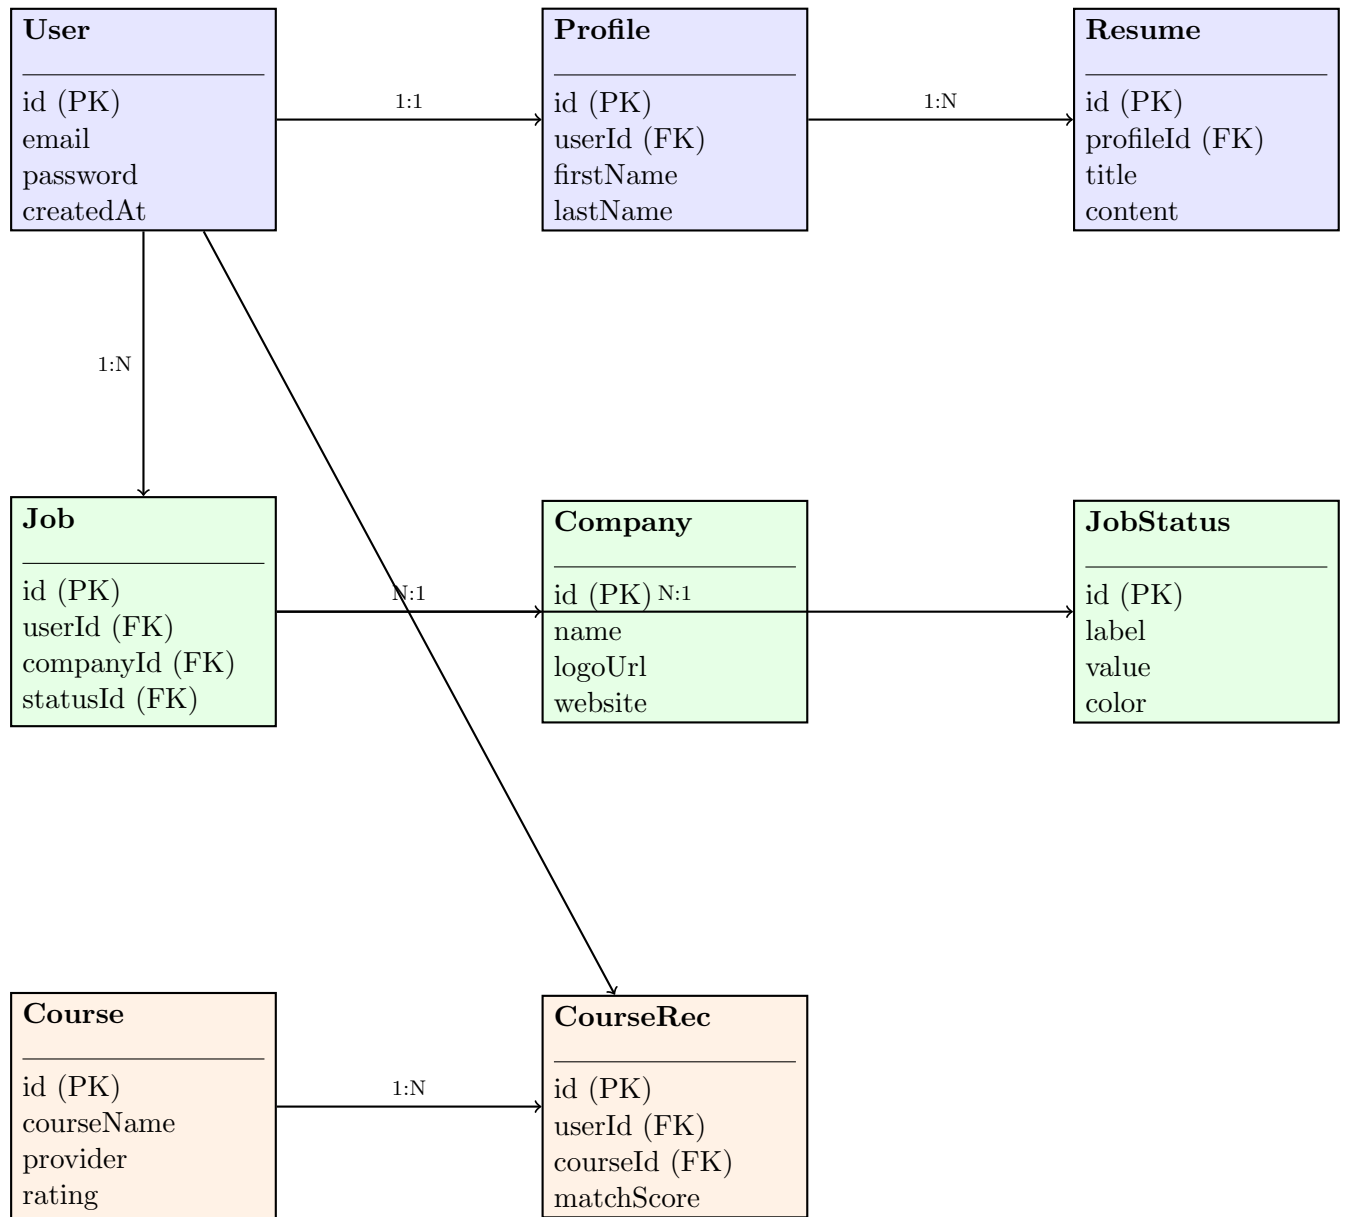 User
id (PK)
email
password
createdAt
1:1
Profile
id (PK)
userId (FK)
firstName
lastName
1:N
Resume
id (PK)
profileId (FK)
title
content
1:N
Job
id (PK)
userId (FK)
companyId (FK)
statusId (FK)
N:1
Company
id (PK)
name
logoUrl
website
N:1
JobStatus
id (PK)
label
value
color
Course
id (PK)
courseName
provider
rating
1:N
CourseRec
id (PK)
userId (FK)
courseId (FK)
matchScore